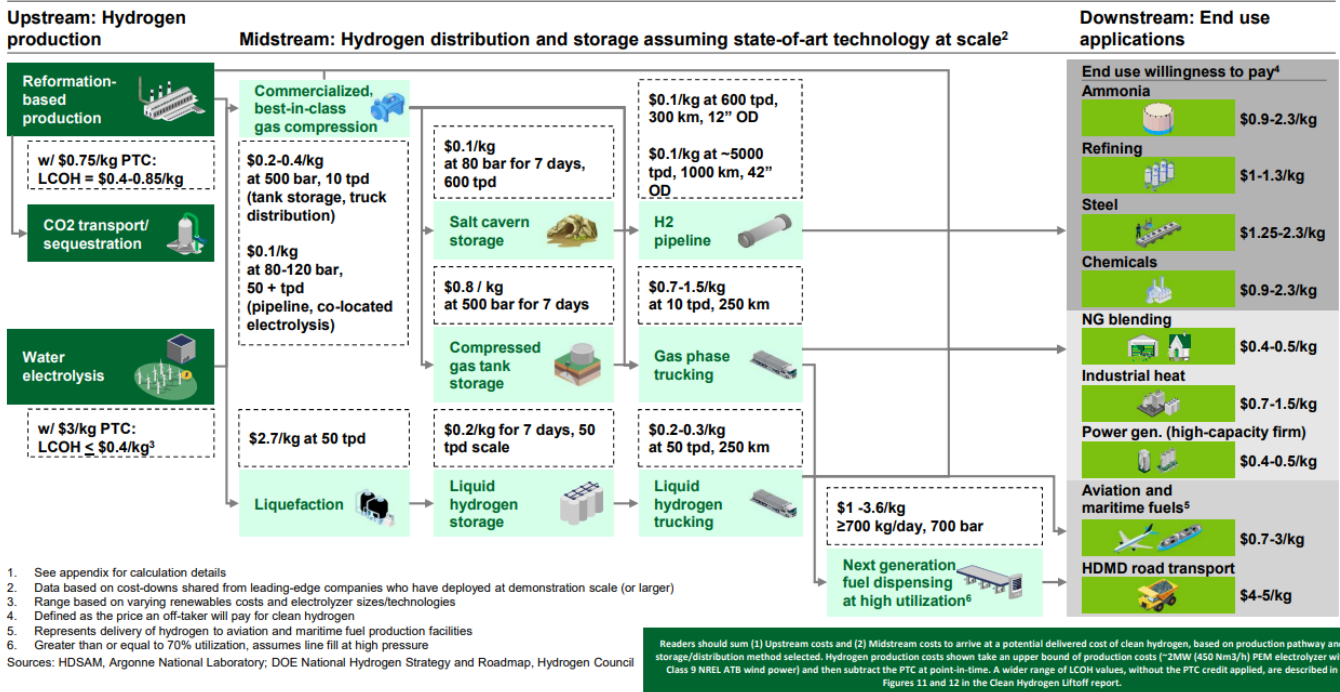 Upstream: Hydrogen
production
Midstream: Hydrogen distribution and storage assuming state-of-art technology at scale2
Downstream: End use
applications
Reformation-
based
production
w/ $0.75/kg PTC:
LCOH = $0.4-0.85/kg
CO2 transport/
sequestration
Water
electrolysis
w/ $3/kg PTC:
LCOH < $0.4/kg3
Commercialized,
best-in-class
gas compression
$0.2-0.4/kg
at 500 bar, 10 tpd
(tank storage, truck
distribution)
$0.1/kg
at 80-120 bar,
50 + tpd
(pipeline, co-located
electrolysis)
$2.7/kg at 50 tpd
Liquefaction
$0.1/kg
at 80 bar for 7 days,
600 tpd
Salt cavern
storage
$0.8 / kg
at 500 bar for 7 days
Compressed
gas tank
storage
$0.2/kg for 7 days, 50
tpd scale
Liquid
hydrogen
storage
$0.1/kg at 600 tpd,
300 km, 12” OD
$0.1/kg at ~5000
tpd, 1000 km, 42”
OD
H2
pipeline
$0.7-1.5/kg
at 10 tpd, 250 km
Gas phase
trucking
$0.2-0.3/kg
at 50 tpd, 250 km
Liquid
hydrogen
trucking
$1 -3.6/kg
≥700 kg/day, 700 bar
Next generation
fuel dispensing
at high utilization6
End use willingness to pay4
Ammonia
$0.9-2.3/kg
Refining
$1-1.3/kg
Steel
$1.25-2.3/kg
Chemicals
$0.9-2.3/kg
NG blending
$0.4-0.5/kg
Industrial heat
$0.7-1.5/kg
Power gen. (high-capacity firm)
$0.4-0.5/kg
Aviation and
maritime fuels5
$0.7-3/kg
HDMD road transport
$4-5/kg
1. See appendix for calculation details
2. Data based on cost-downs shared from leading-edge companies who have deployed at demonstration scale (or larger)
3. Range based on varying renewables costs and electrolyzer sizes/technologies
4. Defined as the price an off-taker will pay for clean hydrogen
5. Represents delivery of hydrogen to aviation and maritime fuel production facilities
6. Greater than or equal to 70% utilization, assumes line fill at high pressure
Sources: HDSAM, Argonne National Laboratory; DOE National Hydrogen Strategy and Roadmap, Hydrogen Council
Readers should sum (1) Upstream costs and (2) Midstream costs to arrive at a potential delivered cost of clean hydrogen, based on production pathway and
storage/distribution method selected. Hydrogen production costs shown take an upper bound of production costs (~2MW (450 Nm3/h) PEM electrolyzer wi
Class 9 NREL ATB wind power) and then subtract the PTC at point-in-time. A wider range of LCOH values, without the PTC credit applied, are described in
Figures 11 and 12 in the Clean Hydrogen Liftoff report.